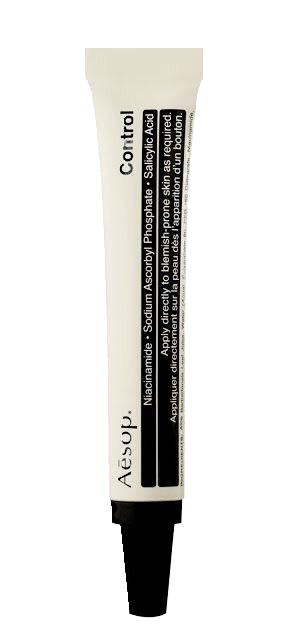 Aēsop.
Control
Niacinamide • Sodium Ascorbyl Phosphate • Salicylic Acid
Apply directly to blemish-prone skin as required.
Appliquer directement sur la peau dès l'apparition d'un bouton.